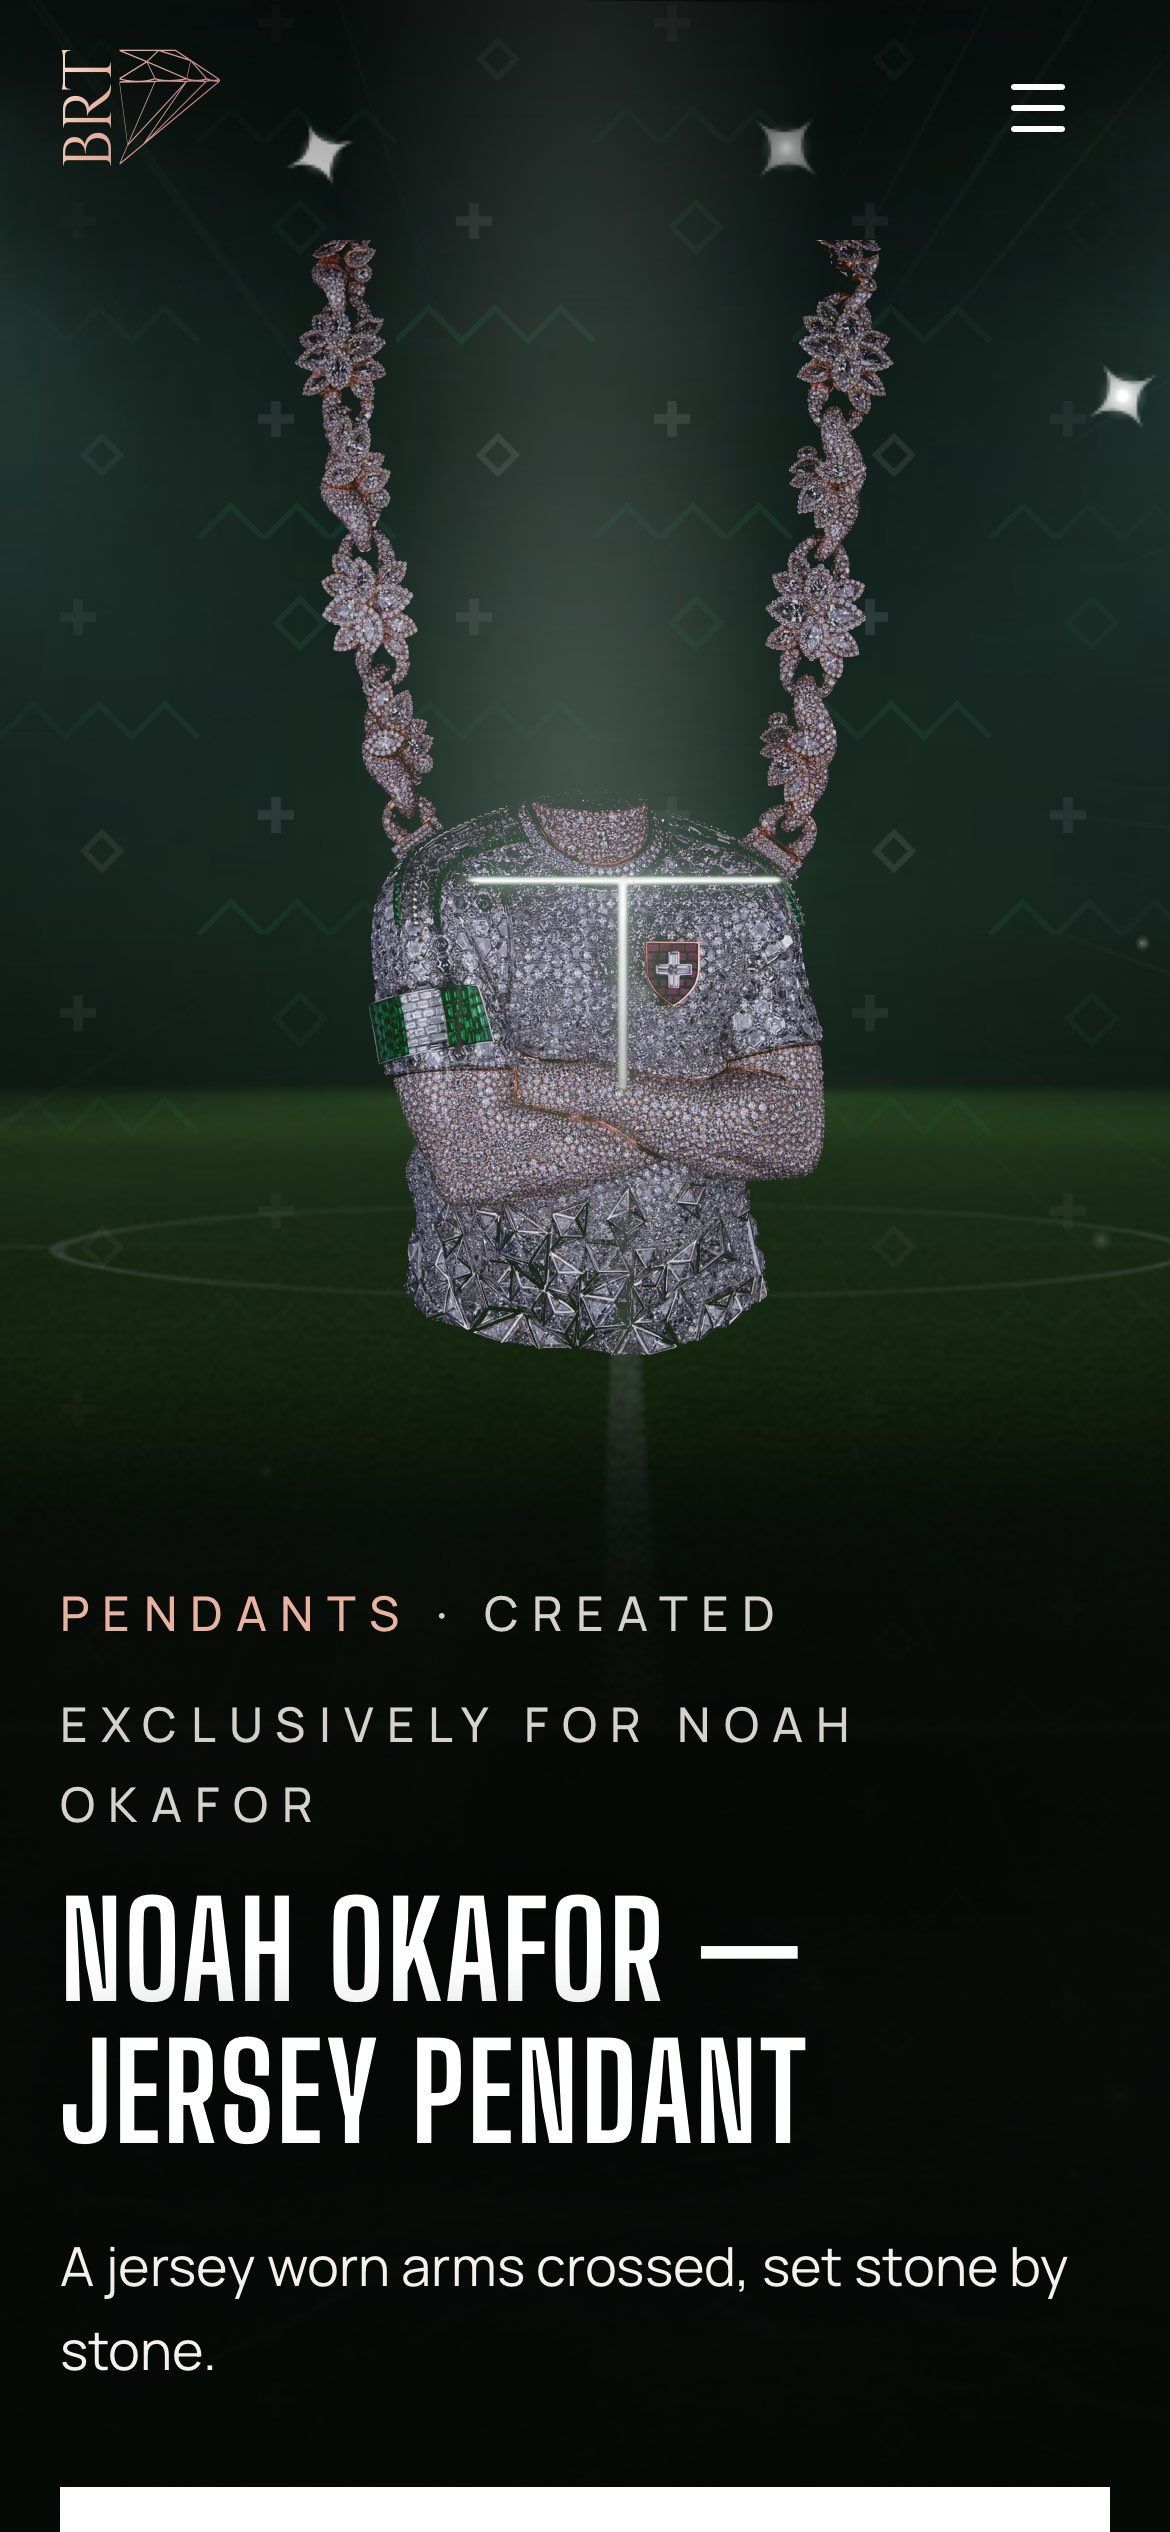 BRT
PENDANTS · CREATED
EXCLUSIVELY FOR NOAH
OKAFOR
NOAH OKAFOR —
JERSEY PENDANT
A jersey worn arms crossed, set stone by
stone.